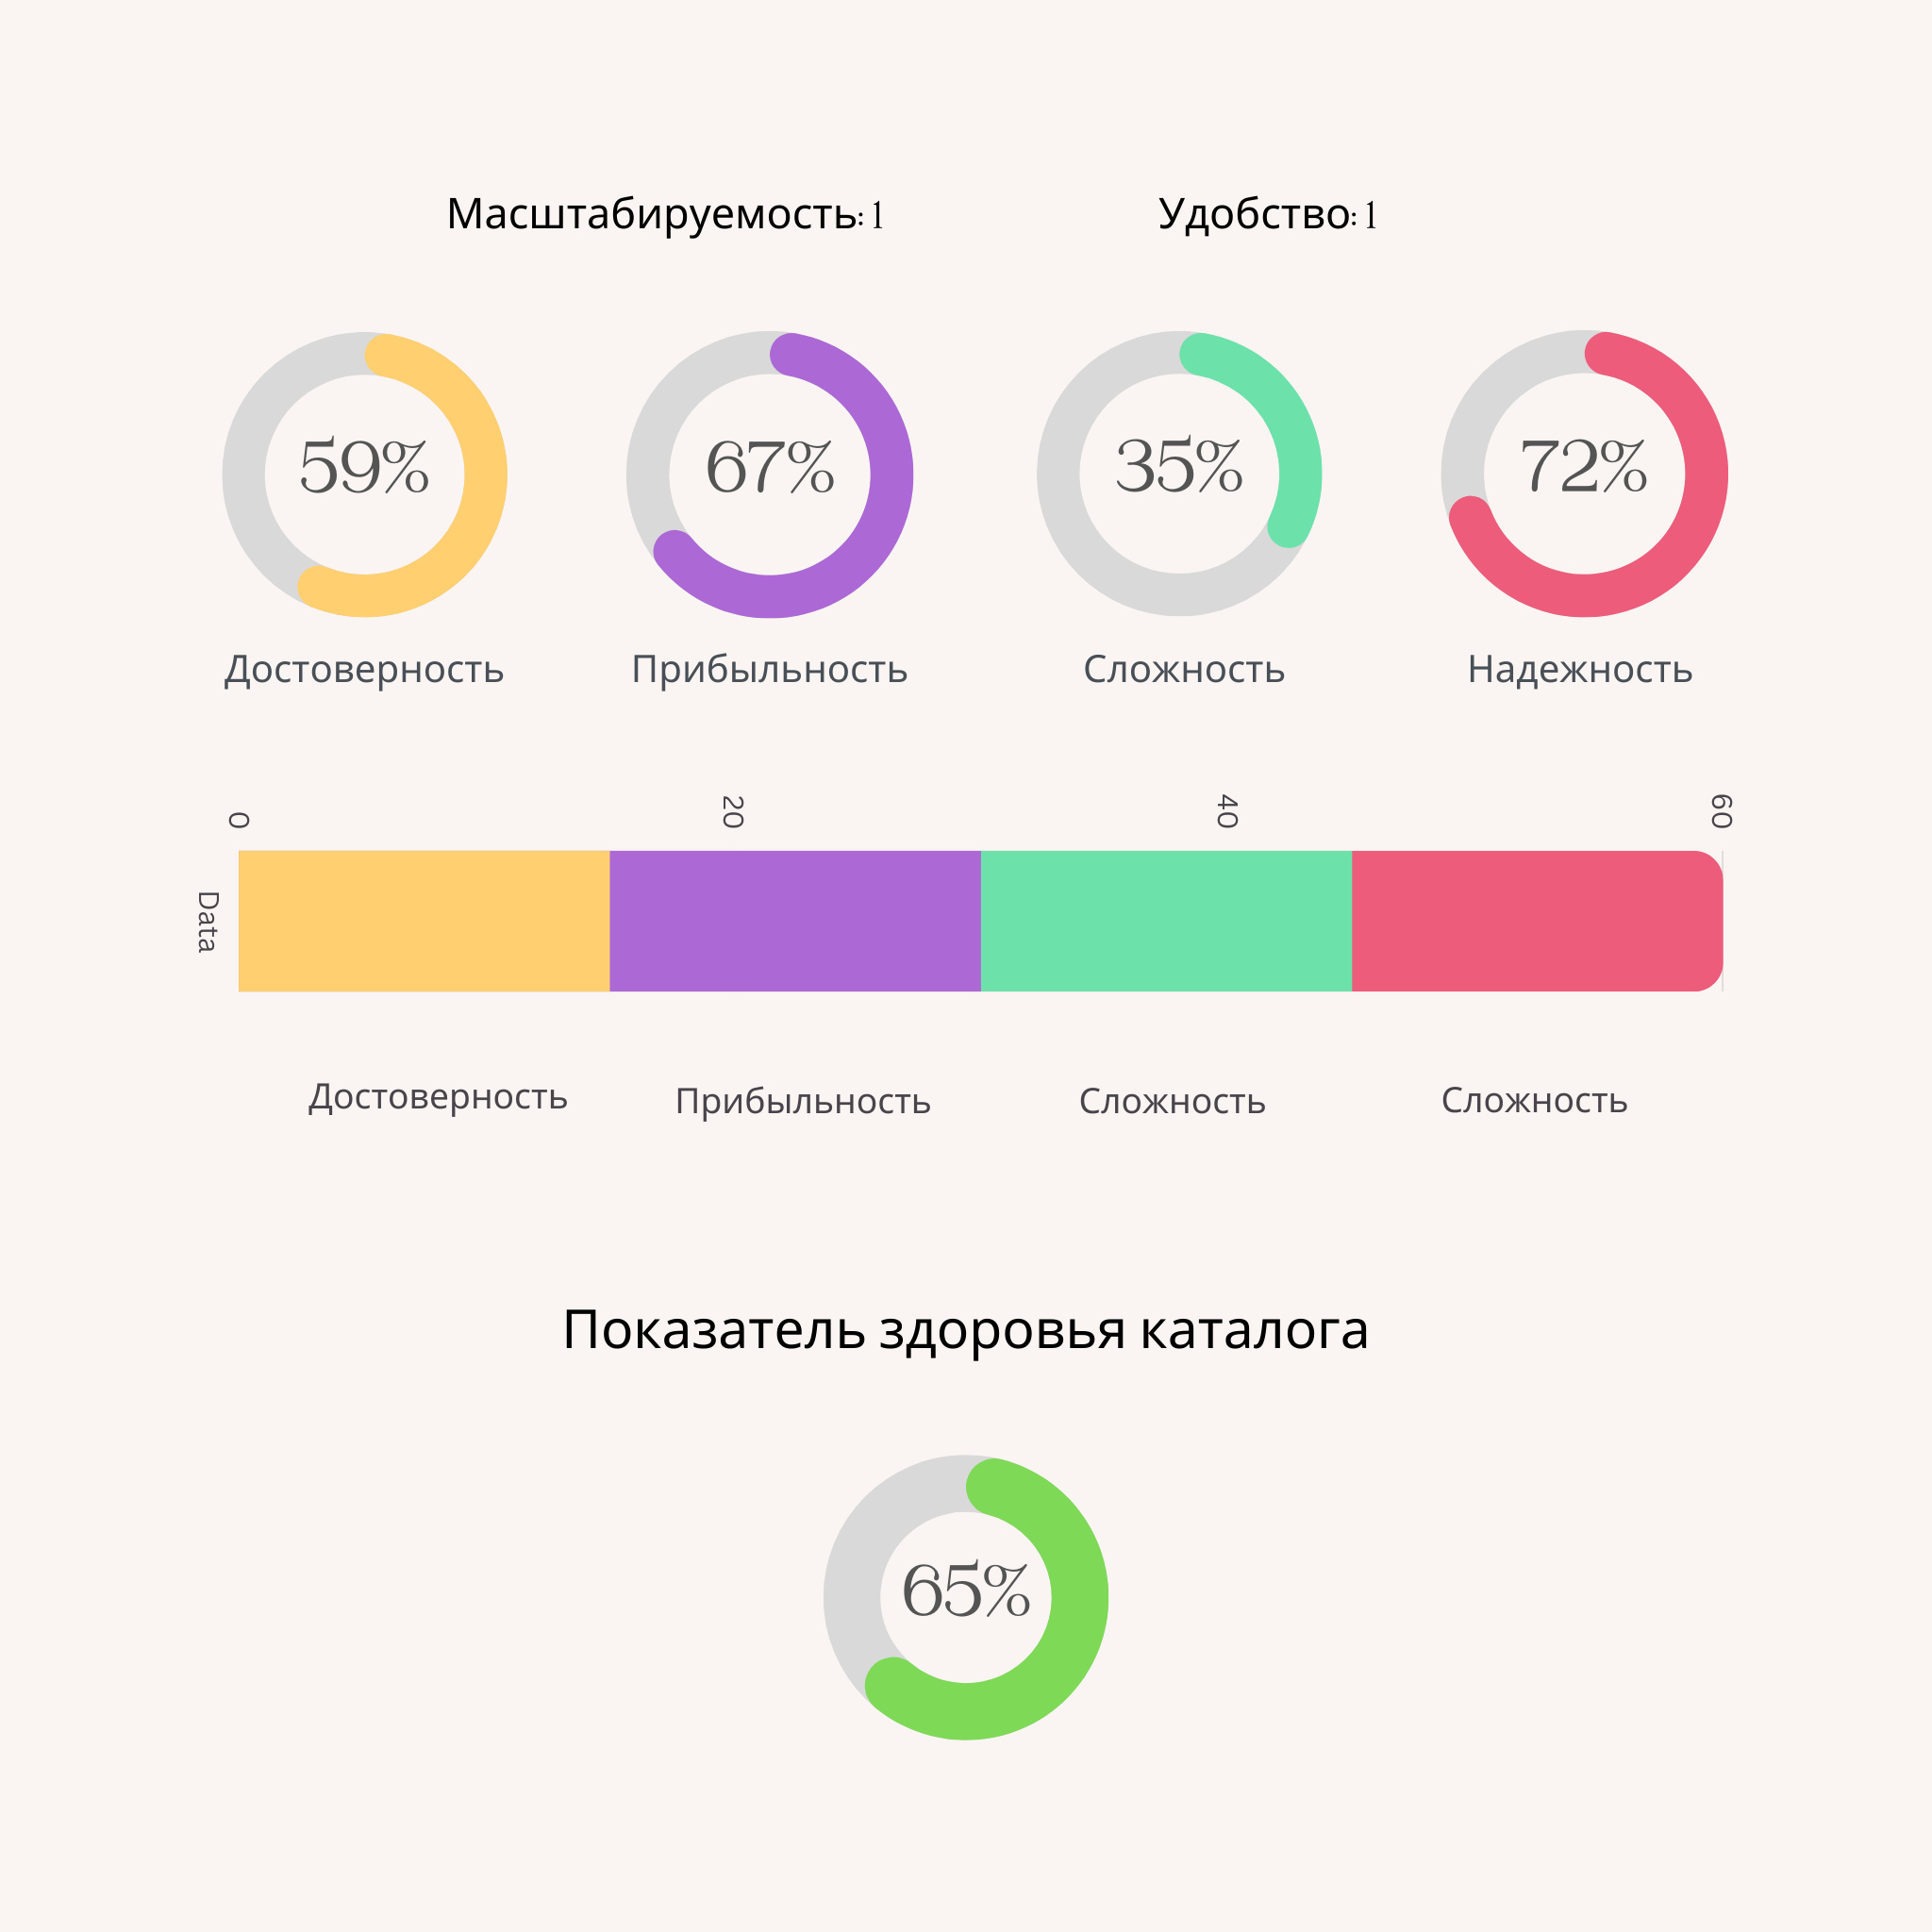 Масштабируемость: 1
Удобство: 1
59%
67%
35%
72%
Достоверность
Прибыльность
Сложность
Надежность
0
20
40
60
Data
Достоверность
Прибыльность
Сложность
Сложность
Показатель здоровья каталога
65%